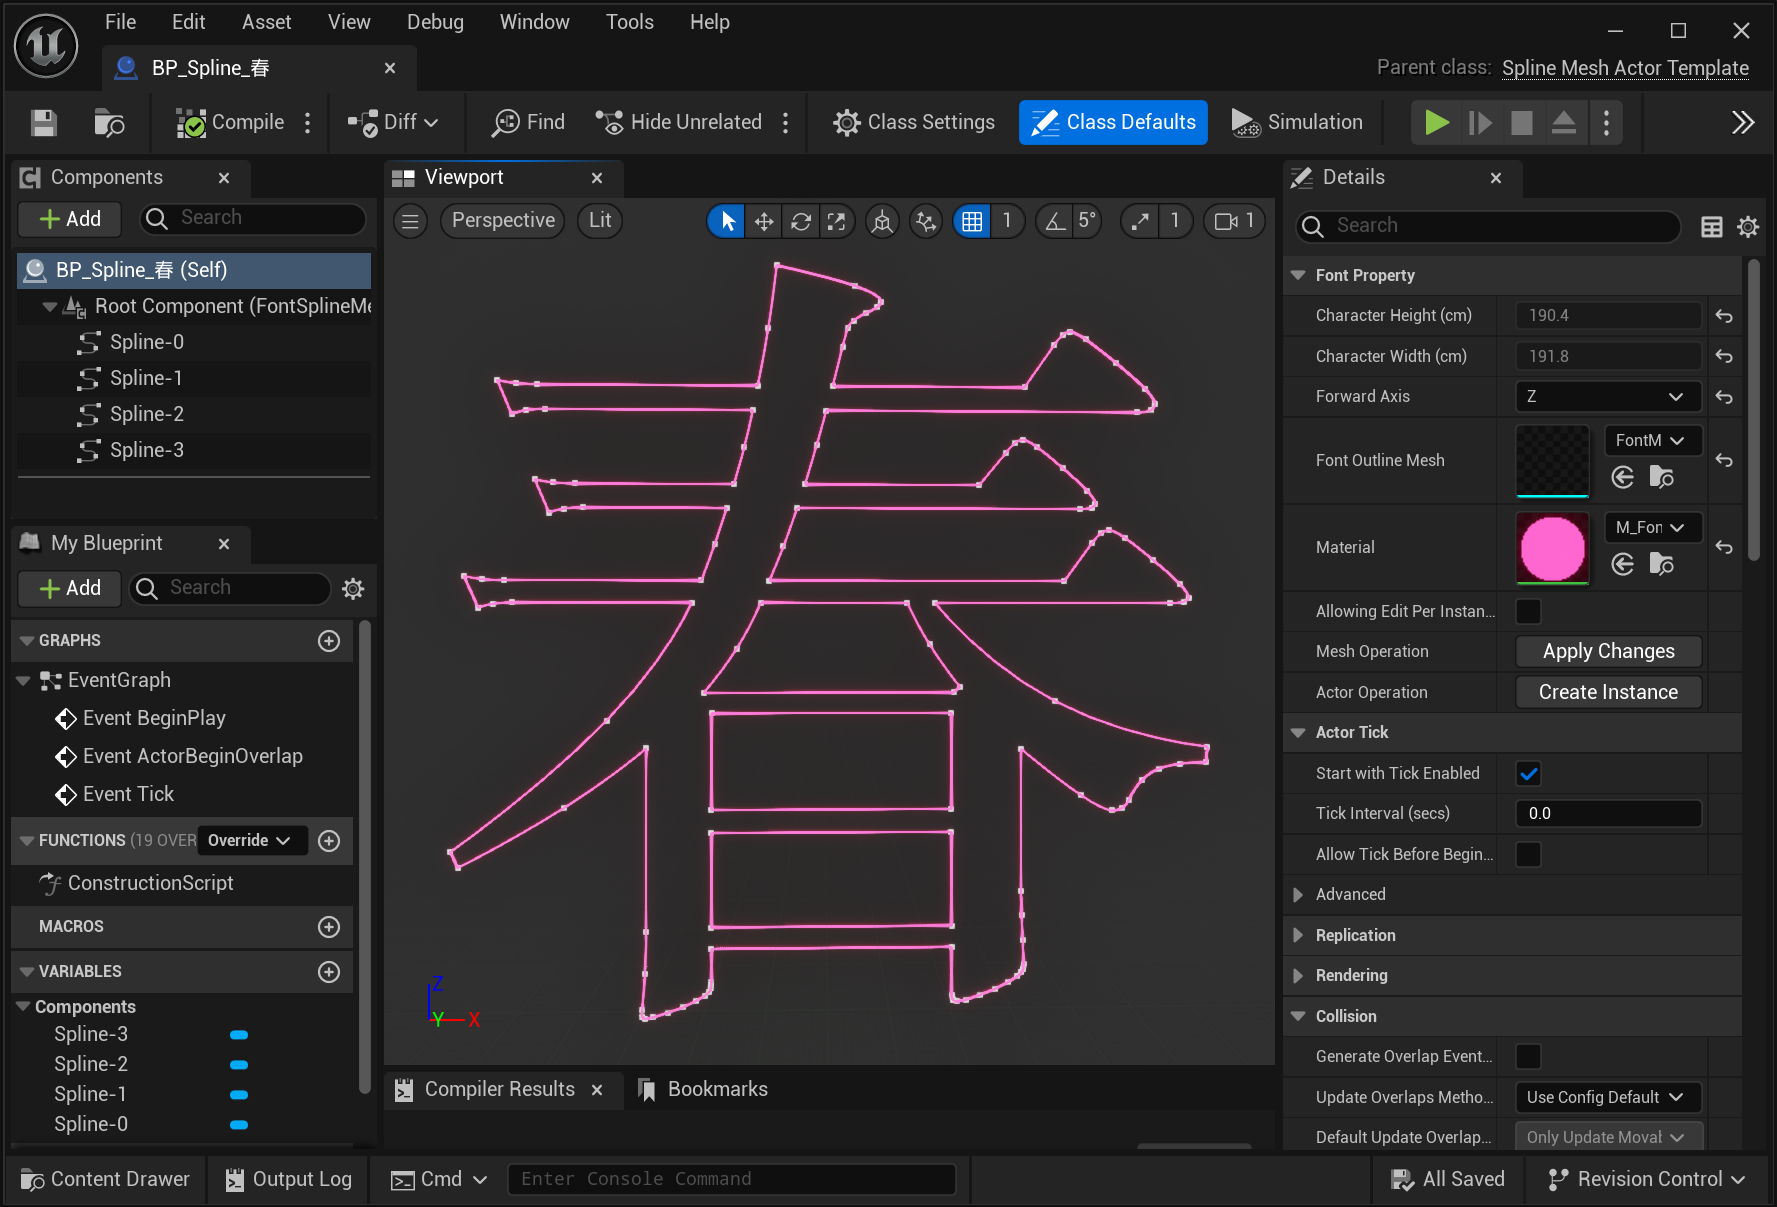 File Edit Asset View Debug Window Tools Help
BP_Spline_春
Parent class: Spline Mesh Actor Template
Compile Diff Find Hide Unrelated Class Settings Class Defaults Simulation
Components
Add Search
BP_Spline_春 (Self)
Root Component (FontSplineMe
Spline-0
Spline-1
Spline-2
Spline-3
My Blueprint
Add Search
GRAPHS
EventGraph
Event BeginPlay
Event ActorBeginOverlap
Event Tick
FUNCTIONS (19 OVER Override
ConstructionScript
MACROS
VARIABLES
Components
Spline-3
Spline-2
Spline-1
Spline-0
Viewport
Perspective Lit 1 5° 1 1
春
Z
Y X
Compiler Results Bookmarks
Details
Search
Font Property
Character Height (cm) 190.4
Character Width (cm) 191.8
Forward Axis Z
Font Outline Mesh FontM
Material M_Fon
Allowing Edit Per Instan...
Mesh Operation Apply Changes
Actor Operation Create Instance
Actor Tick
Start with Tick Enabled
Tick Interval (secs) 0.0
Allow Tick Before Begin...
Advanced
Replication
Rendering
Collision
Generate Overlap Event...
Update Overlaps Metho... Use Config Default
Default Update Overlap... Only Update Movab
Content Drawer Output Log Cmd Enter Console Command All Saved Revision Control